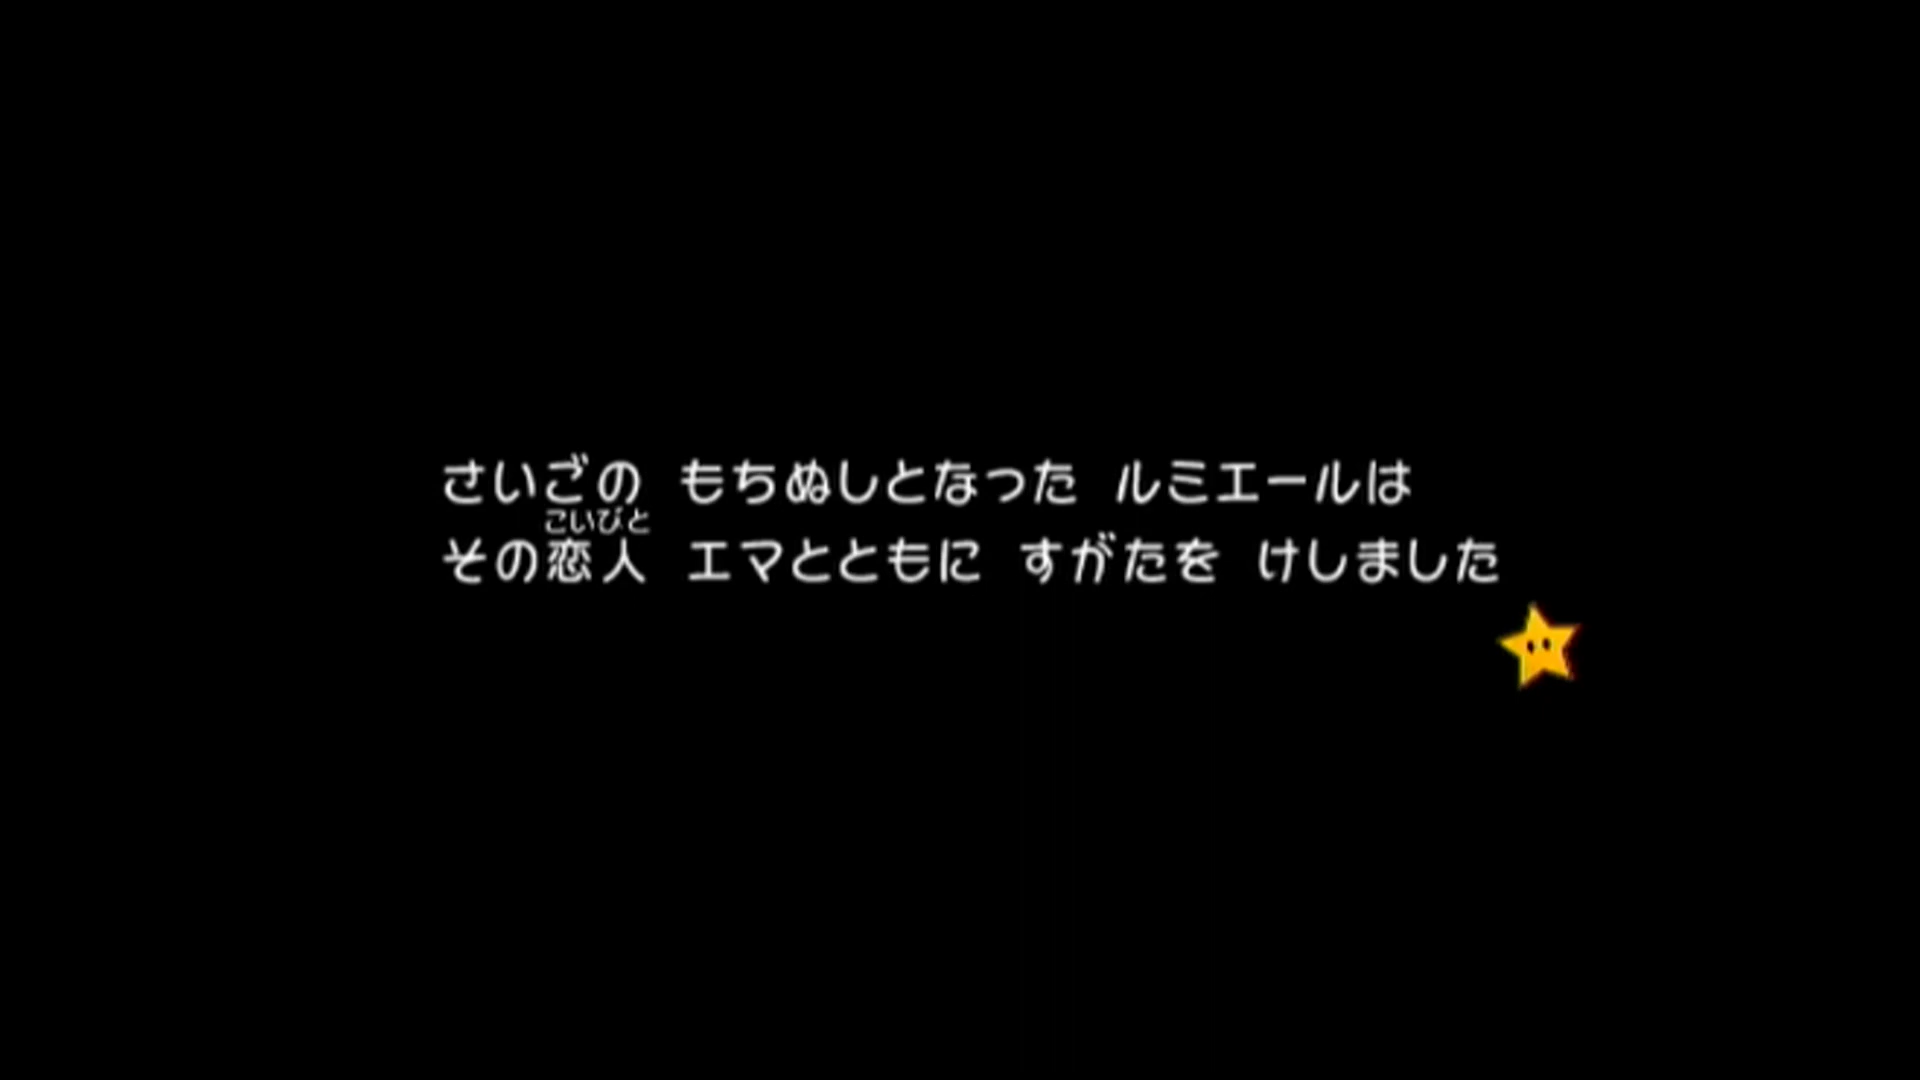 さいごの もちぬしとなった ルミエールは
こいびと
その恋人 エマとともに すがたを けしました